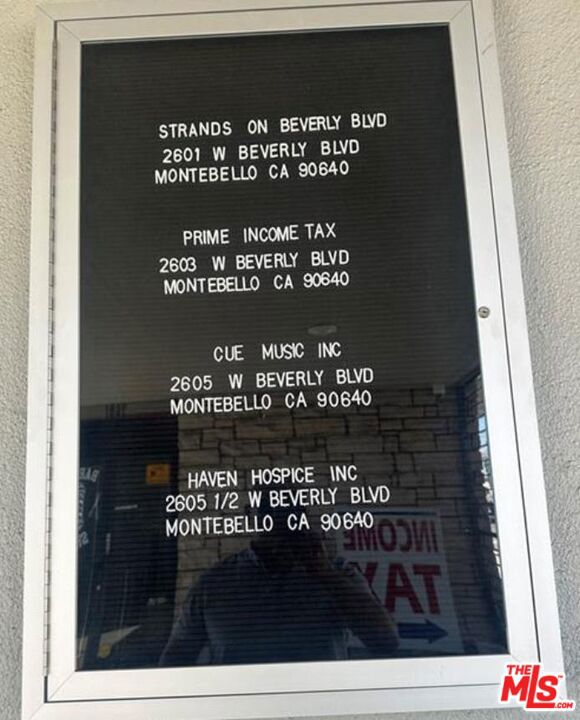 STRANDS ON BEVERLY BLVD
2601 W BEVERLY BLVD
MONTEBELLO CA 90640
PRIME INCOME TAX
2603 W BEVERLY BLVD
MONTEBELLO CA 90640
CUE MUSIC INC
2605 W BEVERLY BLVD
MONTEBELLO CA 90640
HAVEN HOSPICE INC
2605 1/2 W BEVERLY BLVD
MONTEBELLO CA 90640
INCOME
TAX
THE
MLS
.COM